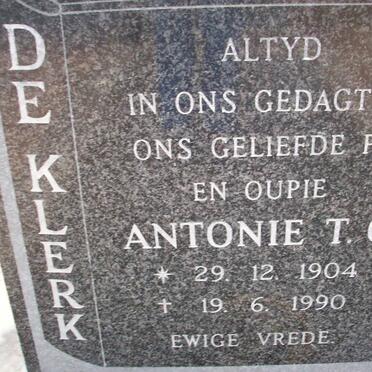 DE KLERK
ALTYD
IN ONS GEDAGT
ONS GELIEFDE
EN OUPIE
ANTONIE T.
* 29. 12. 1904
† 19. 6. 1990
EWIGE VREDE.